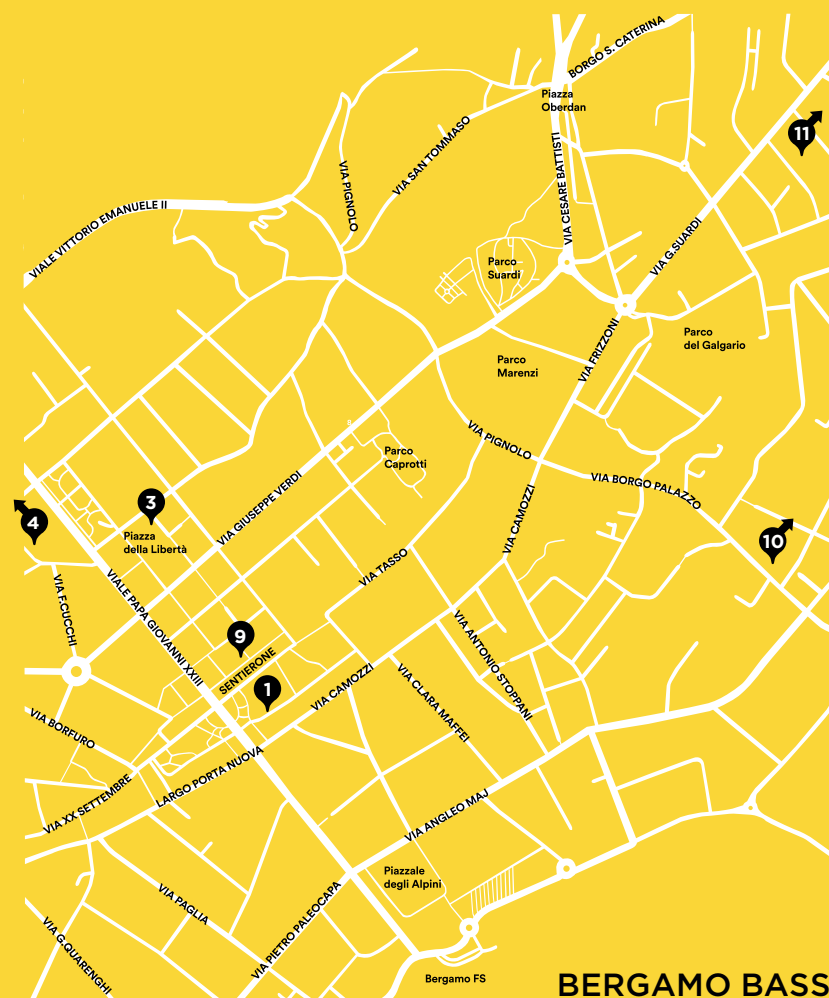 BORGO S. CATERINA
Piazza
Oberdan
11
VIA SAN TOMMASO
VIA PIGNOLO
VIA CESARE BATTISTI
VIALE VITTORIO EMANUELE II
VIA G.SUARDI
Parco
Suardi
Parco
del Galgario
VIA FRIZZONI
Parco
Marenzi
VIA PIGNOLO
Parco
Caprotti
VIA BORGO PALAZZO
VIA GIUSEPPE VERDI
3
4
Piazza
della Libertà
VIA CAMOZZI
10
VIA TASSO
VIA F.CUCCHI
VIALE PAPA GIOVANNI XXIII
9
SENTIERONE
1
VIA ANTONIO STOPPANI
VIA CAMOZZI
VIA CLARA MAFFEI
VIA BORFURO
LARGO PORTA NUOVA
VIA XX SETTEMBRE
VIA ANGLEO MAJ
Piazzale
degli Alpini
VIA PAGLIA
VIA PIETRO PALEOCAPA
VIA G.QUARENGHI
Bergamo FS
BERGAMO BASS